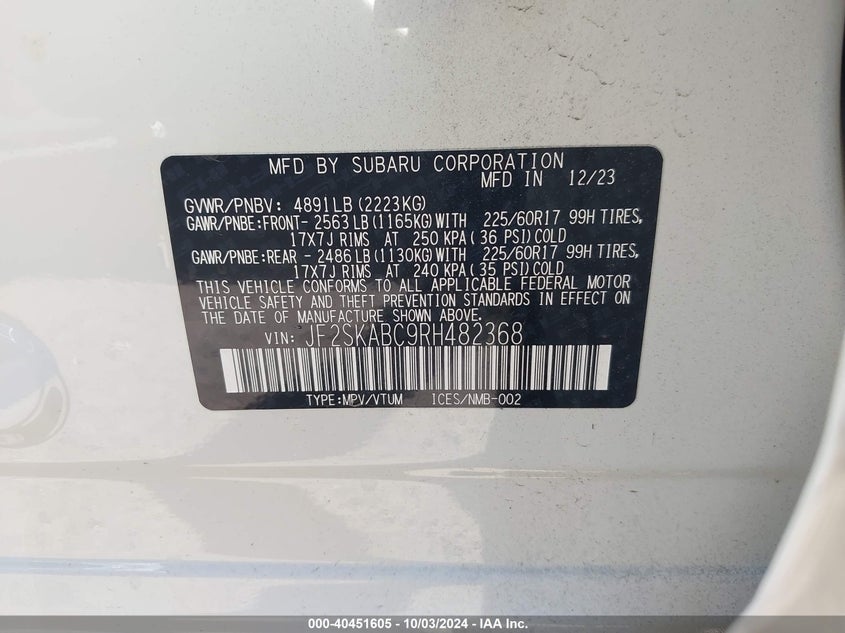 MFD BY SUBARU CORPORATION
MFD IN 12/23
GVWR/PNBV: 4891LB (2223KG)
GAWR/PNBE:FRONT- 2563LB (1165KG) WITH 225/60R17 99H TIRES,
17X7J RIMS AT 250 KPA (36 PSI) COLD
GAWR/PNBE:REAR - 2486LB (1130KG) WITH 225/60R17 99H TIRES,
17X7J RIMS AT 240 KPA (35 PSI) COLD
THIS VEHICLE CONFORMS TO ALL APPLICABLE FEDERAL MOTOR
VEHICLE SAFETY AND THEFT PREVENTION STANDARDS IN EFFECT ON
THE DATE OF MANUFACTURE SHOWN ABOVE.
VIN: JF2SKABC9RH482368
TYPE:MPV/VTUM ICES/NMB-002
000-40451605 - 10/03/2024 - IAA Inc.